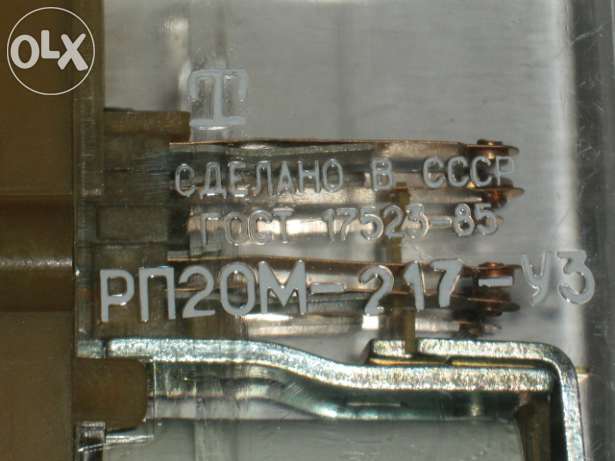 OLX
T
СДЕЛАНО В СССР
ГОСТ 17523-85
РП20М-217-У3